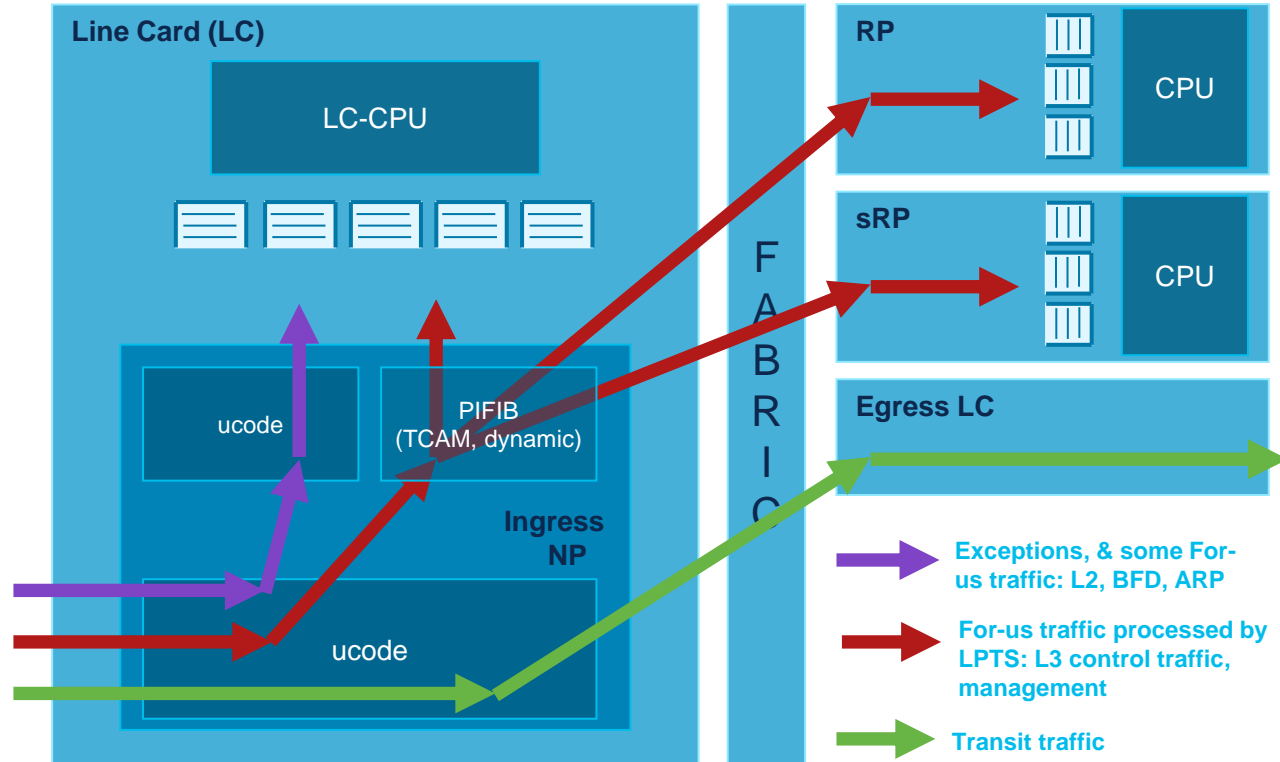 Line Card (LC)
LC-CPU
ucode
PIFIB
(TCAM, dynamic)
Ingress
NP
ucode
F
A
B
R
I
C
RP
CPU
sRP
CPU
Egress LC
Exceptions, & some For-
us traffic: L2, BFD, ARP
For-us traffic processed by
LPTS: L3 control traffic,
management
Transit traffic